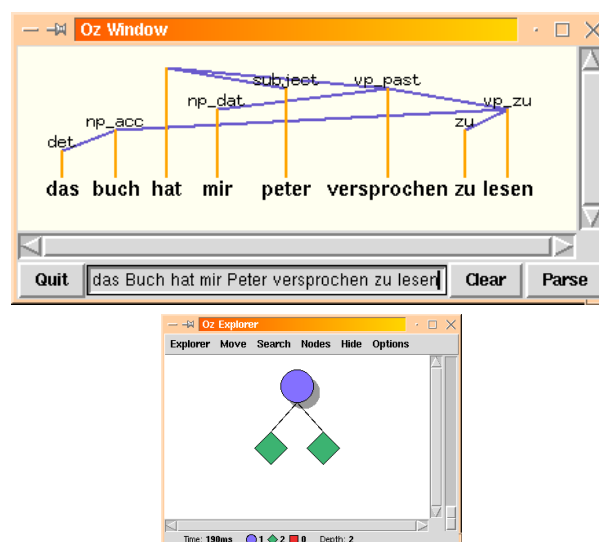 Oz Window
subject vp_past
np_dat vp_zu
np_acc zu
det
das buch hat mir peter versprochen zu lesen
Quit das Buch hat mir Peter versprochen zu lesen Clear Parse
Oz Explorer
Explorer Move Search Nodes Hide Options
Time: 190ms 1 2 0 Depth: 2